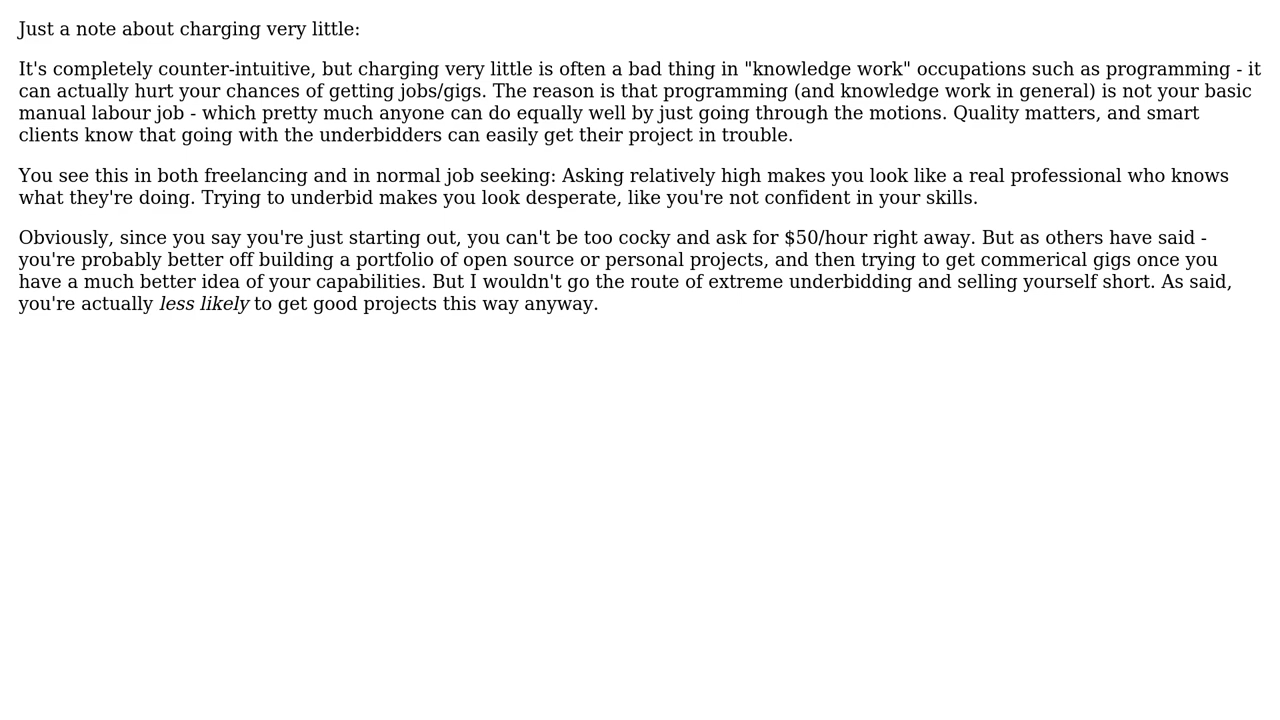 Just a note about charging very little:
It's completely counter-intuitive, but charging very little is often a bad thing in "knowledge work" occupations such as programming - it
can actually hurt your chances of getting jobs/gigs. The reason is that programming (and knowledge work in general) is not your basic
manual labour job - which pretty much anyone can do equally well by just going through the motions. Quality matters, and smart
clients know that going with the underbidders can easily get their project in trouble.
You see this in both freelancing and in normal job seeking: Asking relatively high makes you look like a real professional who knows
what they're doing. Trying to underbid makes you look desperate, like you're not confident in your skills.
Obviously, since you say you're just starting out, you can't be too cocky and ask for $50/hour right away. But as others have said -
you're probably better off building a portfolio of open source or personal projects, and then trying to get commerical gigs once you
have a much better idea of your capabilities. But I wouldn't go the route of extreme underbidding and selling yourself short. As said,
you're actually less likely to get good projects this way anyway.